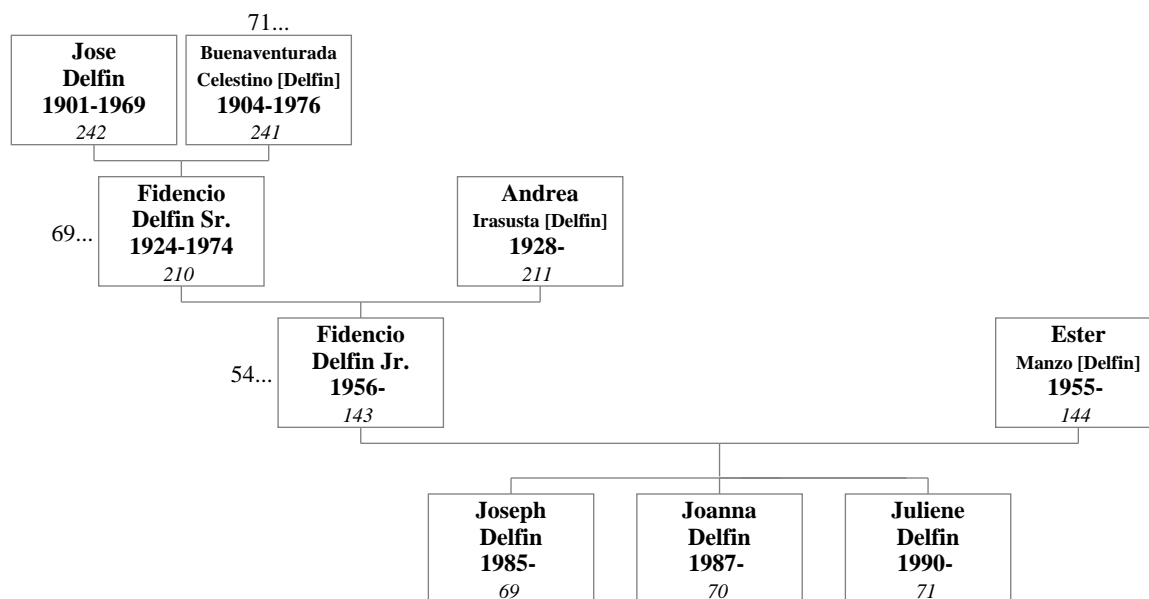 71...
Jose
Delfin
1901-1969
242
Buenaventurada
Celestino [Delfin]
1904-1976
241
69...
Fidencio
Delfin Sr.
1924-1974
210
Andrea
Irasusta [Delfin]
1928-
211
54...
Fidencio
Delfin Jr.
1956-
143
Ester
Manzo [Delfin]
1955-
144
Joseph
Delfin
1985-
69
Joanna
Delfin
1987-
70
Juliene
Delfin
1990-
71